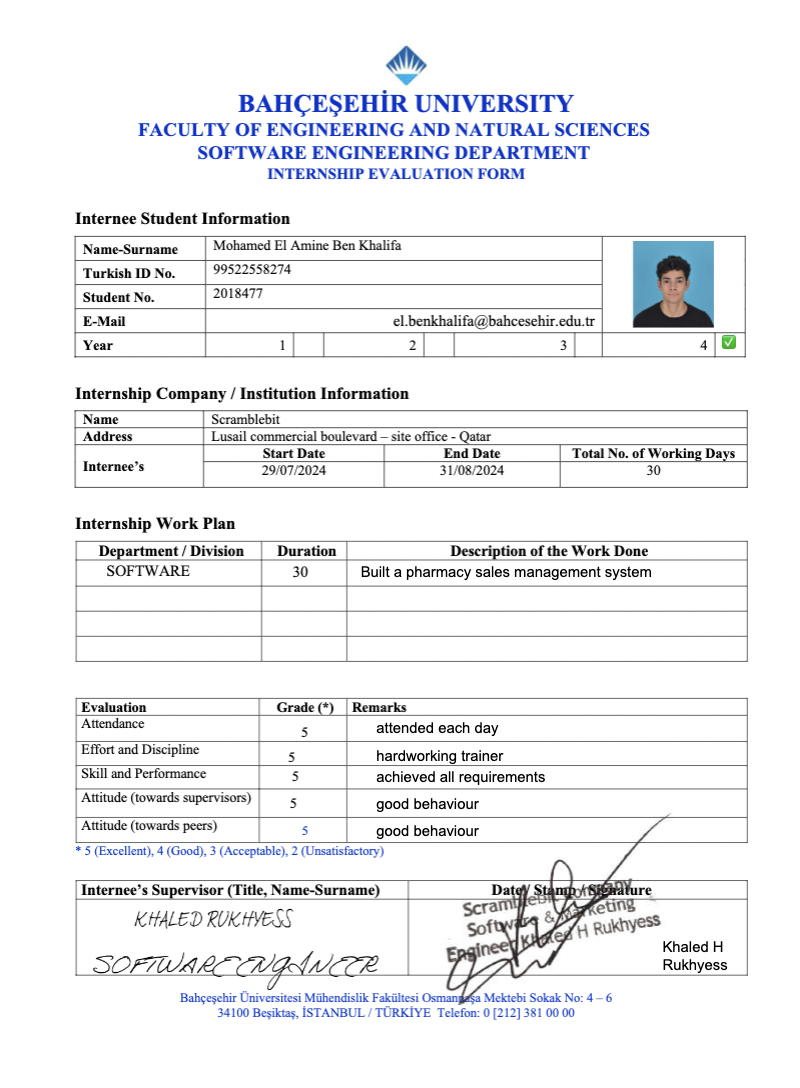 BAHÇEŞEHİR UNIVERSITY
FACULTY OF ENGINEERING AND NATURAL SCIENCES
SOFTWARE ENGINEERING DEPARTMENT
INTERNSHIP EVALUATION FORM
Internee Student Information
Name-Surname Mohamed El Amine Ben Khalifa
Turkish ID No. 99522558274
Student No. 2018477
E-Mail el.benkhalifa@bahcesehir.edu.tr
Year 1 2 3 4 ✅
Internship Company / Institution Information
Name Scramblebit
Address Lusail commercial boulevard – site office - Qatar
Internee's Start Date End Date Total No. of Working Days
29/07/2024 31/08/2024 30
Internship Work Plan
Department / Division Duration Description of the Work Done
SOFTWARE 30 Built a pharmacy sales management system
Evaluation Grade (*) Remarks
Attendance 5 attended each day
Effort and Discipline 5 hardworking trainer
Skill and Performance 5 achieved all requirements
Attitude (towards supervisors) 5 good behaviour
Attitude (towards peers) 5 good behaviour
* 5 (Excellent), 4 (Good), 3 (Acceptable), 2 (Unsatisfactory)
Internee's Supervisor (Title, Name-Surname) Date/ Stamp / Signature
KHALED RUKHYESS
SOFTWARE ENGINEER
Scramblebit Company
Software & Marketing
Engineer Khaled H Rukhyess
Khaled H
Rukhyess
Bahçeşehir Üniversitesi Mühendislik Fakültesi Osmanpaşa Mektebi Sokak No: 4 – 6
34100 Beşiktaş, İSTANBUL / TÜRKİYE Telefon: 0 [212] 381 00 00